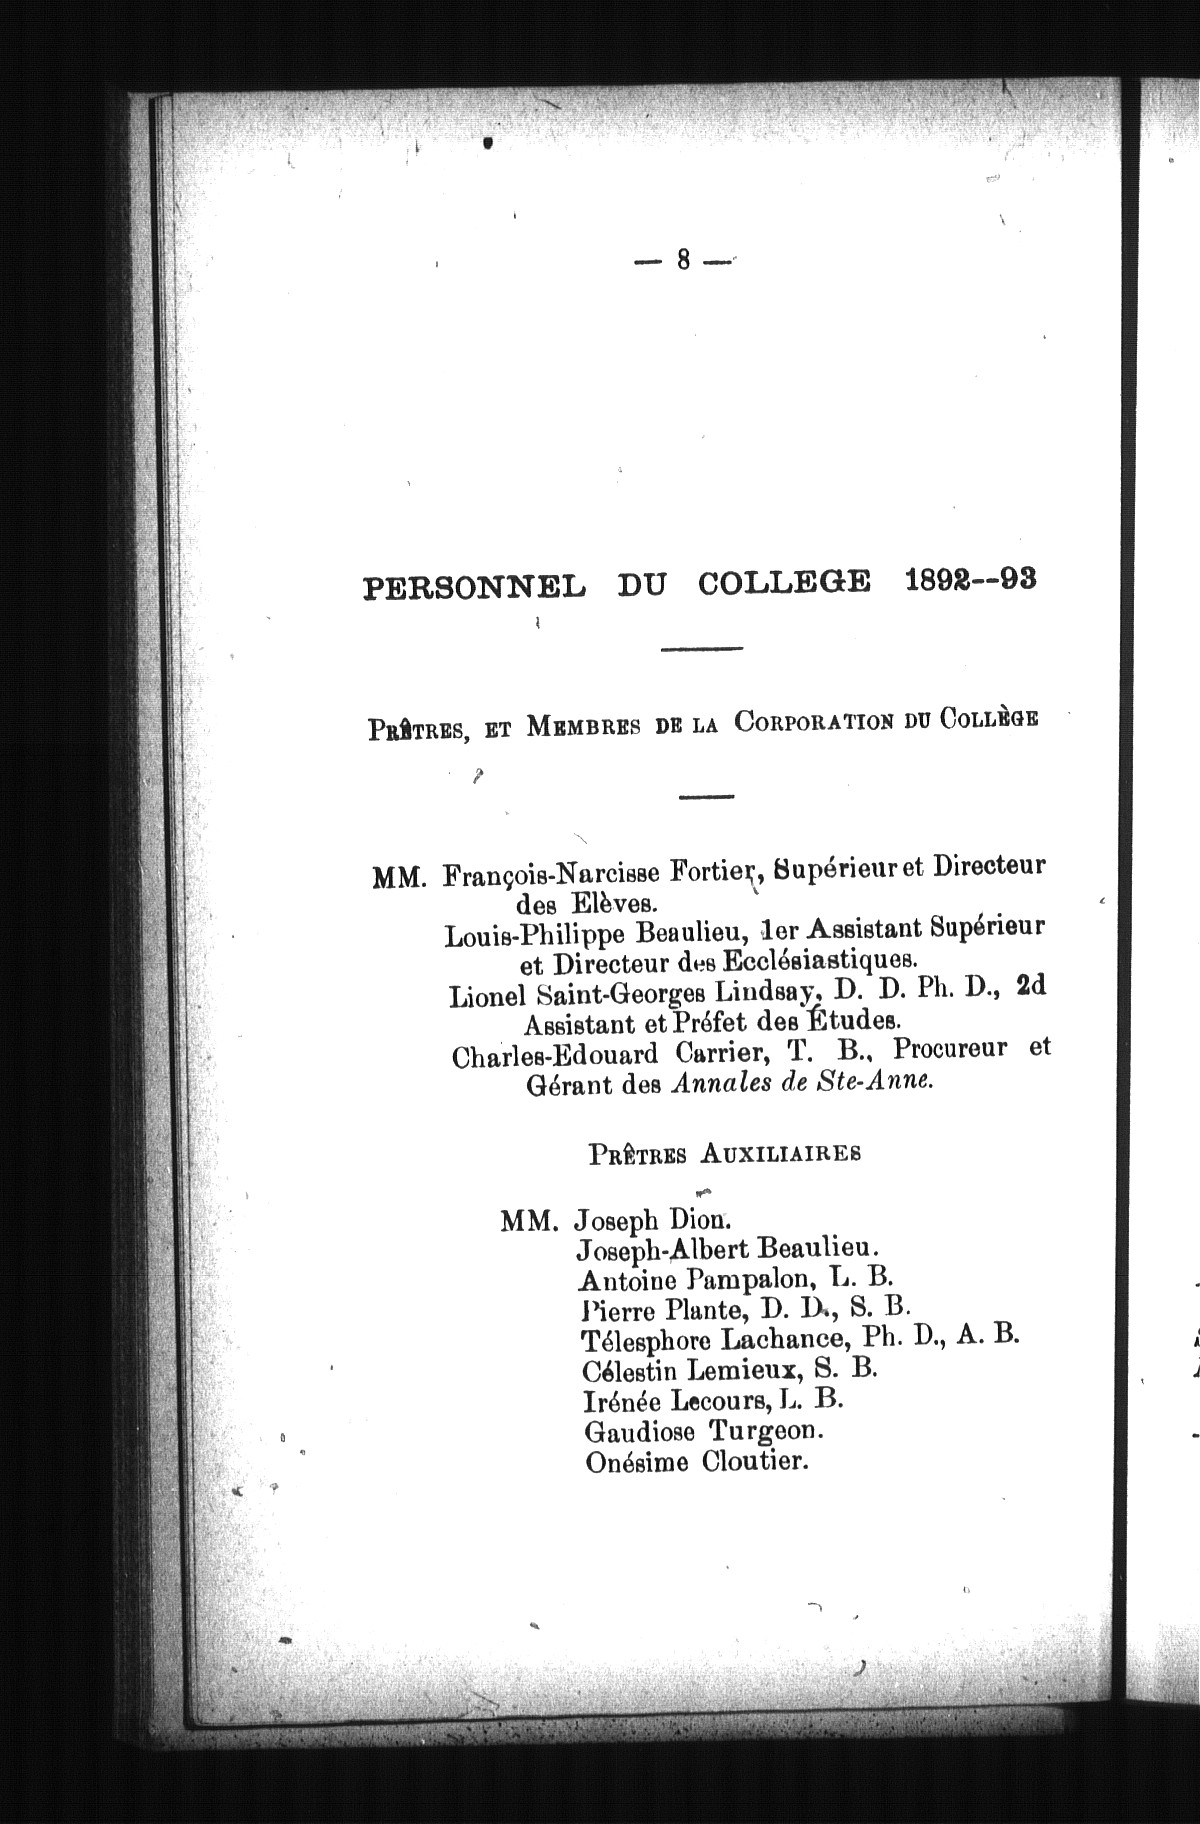 — 8 —
PERSONNEL DU COLLEGE 1892--93
PRÊTRES, ET MEMBRES DE LA CORPORATION DU COLLÈGE
MM. François-Narcisse Fortier, Supérieur et Directeur
des Elèves.
Louis-Philippe Beaulieu, 1er Assistant Supérieur
et Directeur des Ecclésiastiques.
Lionel Saint-Georges Lindsay, D. D. Ph. D., 2d
Assistant et Préfet des Études.
Charles-Edouard Carrier, T. B., Procureur et
Gérant des Annales de Ste-Anne.
PRÊTRES AUXILIAIRES
MM. Joseph Dion.
Joseph-Albert Beaulieu.
Antoine Pampalon, L. B.
Pierre Plante, D. D., S. B.
Télesphore Lachance, Ph. D., A. B.
Célestin Lemieux, S. B.
Irénée Lecours, L. B.
Gaudiose Turgeon.
Onésime Cloutier.